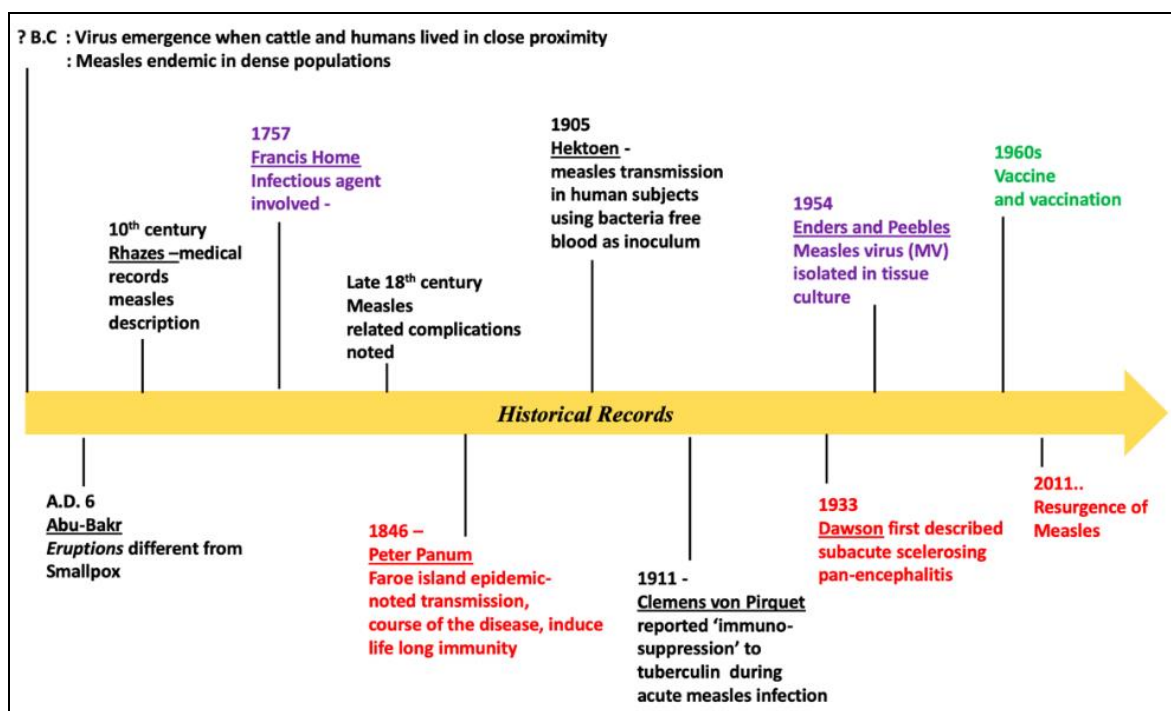 ? B.C : Virus emergence when cattle and humans lived in close proximity
: Measles endemic in dense populations
10th century
Rhazes –medical
records
measles
description
1757
Francis Home
Infectious agent
involved -
Late 18th century
Measles
related complications
noted
1905
Hektoen -
measles transmission
in human subjects
using bacteria free
blood as inoculum
1954
Enders and Peebles
Measles virus (MV)
isolated in tissue
culture
1960s
Vaccine
and vaccination
Historical Records
A.D. 6
Abu-Bakr
Eruptions different from
Smallpox
1846 –
Peter Panum
Faroe island epidemic-
noted transmission,
course of the disease, induce
life long immunity
1911 -
Clemens von Pirquet
reported ‘immuno-
suppression’ to
tuberculin during
acute measles infection
1933
Dawson first described
subacute scelerosing
pan-encephalitis
2011..
Resurgence of
Measles